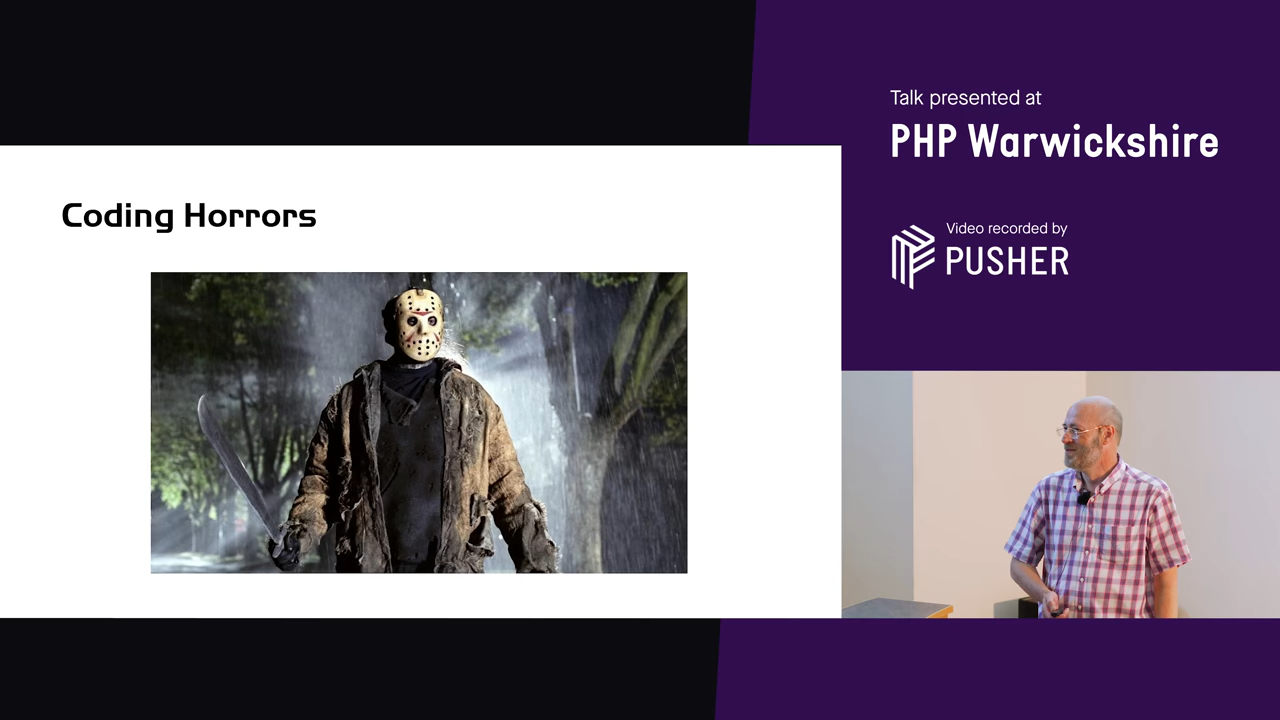 Talk presented at
PHP Warwickshire
Coding Horrors
Video recorded by
PUSHER